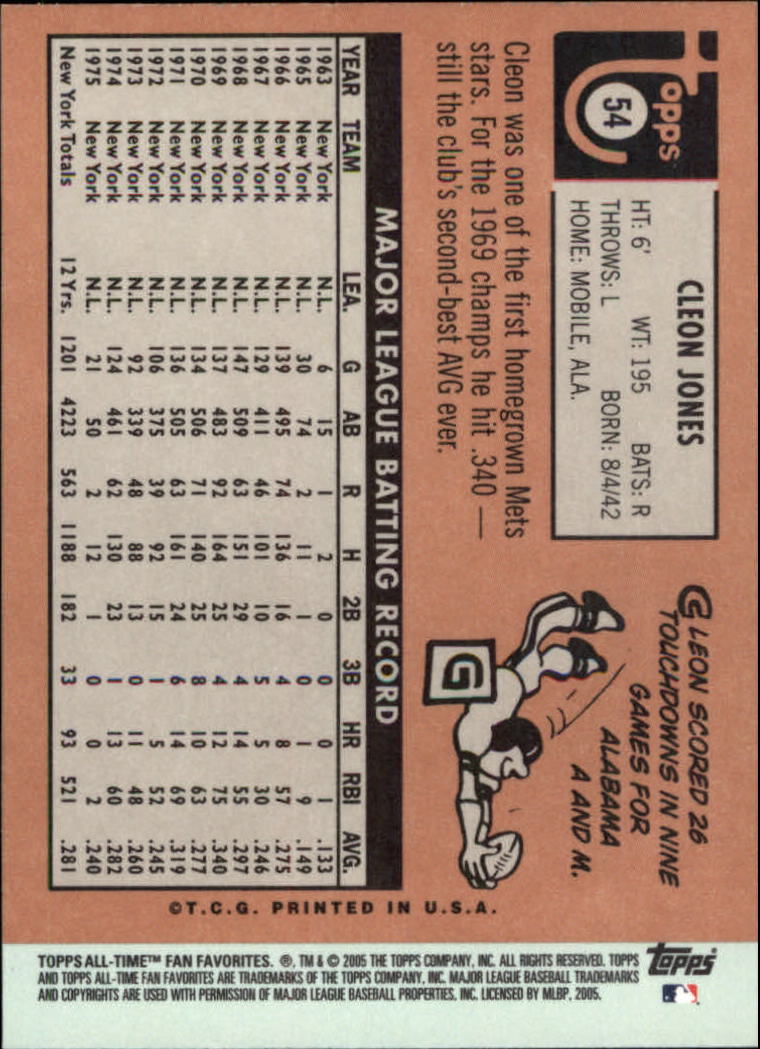 Topps
54
CLEON JONES
HT: 6' WT: 195 BATS: R
THROWS: L BORN: 8/4/42
HOME: MOBILE, ALA.
Cleon was one of the first homegrown Mets
stars. For the 1969 champs he hit .340 —
still the club's second-best AVG ever.
CLEON SCORED 26
TOUCHDOWNS IN NINE
GAMES FOR
ALABAMA
A AND M.
G
MAJOR LEAGUE BATTING RECORD
YEAR TEAM LEA. G AB R H 2B 3B HR RBI AVG.
1963 New York N.L. 6 15 1 2 0 0 0 1 .133
1965 New York N.L. 30 74 2 11 1 0 1 9 .149
1966 New York N.L. 139 495 74 136 16 4 8 57 .275
1967 New York N.L. 129 411 46 101 10 5 5 30 .246
1968 New York N.L. 147 509 63 151 29 4 14 55 .297
1969 New York N.L. 137 483 92 164 25 4 12 75 .340
1970 New York N.L. 134 506 71 140 25 8 10 63 .277
1971 New York N.L. 136 505 63 161 24 6 14 69 .319
1972 New York N.L. 106 375 39 92 15 1 5 52 .245
1973 New York N.L. 92 339 48 88 13 0 11 48 .260
1974 New York N.L. 124 461 62 130 23 1 13 60 .282
1975 New York N.L. 21 50 2 12 1 0 0 2 .240
New York Totals 12 Yrs. 1201 4223 563 1188 182 33 93 521 .281
©T.C.G. PRINTED IN U.S.A.
TOPPS ALL-TIME™ FAN FAVORITES. ®, TM & © 2005 THE TOPPS COMPANY, INC. ALL RIGHTS RESERVED. TOPPS
AND TOPPS ALL-TIME FAN FAVORITES ARE TRADEMARKS OF THE TOPPS COMPANY, INC. MAJOR LEAGUE BASEBALL TRADEMARKS
AND COPYRIGHTS ARE USED WITH PERMISSION OF MAJOR LEAGUE BASEBALL PROPERTIES, INC. LICENSED BY MLBP, 2005.
Topps